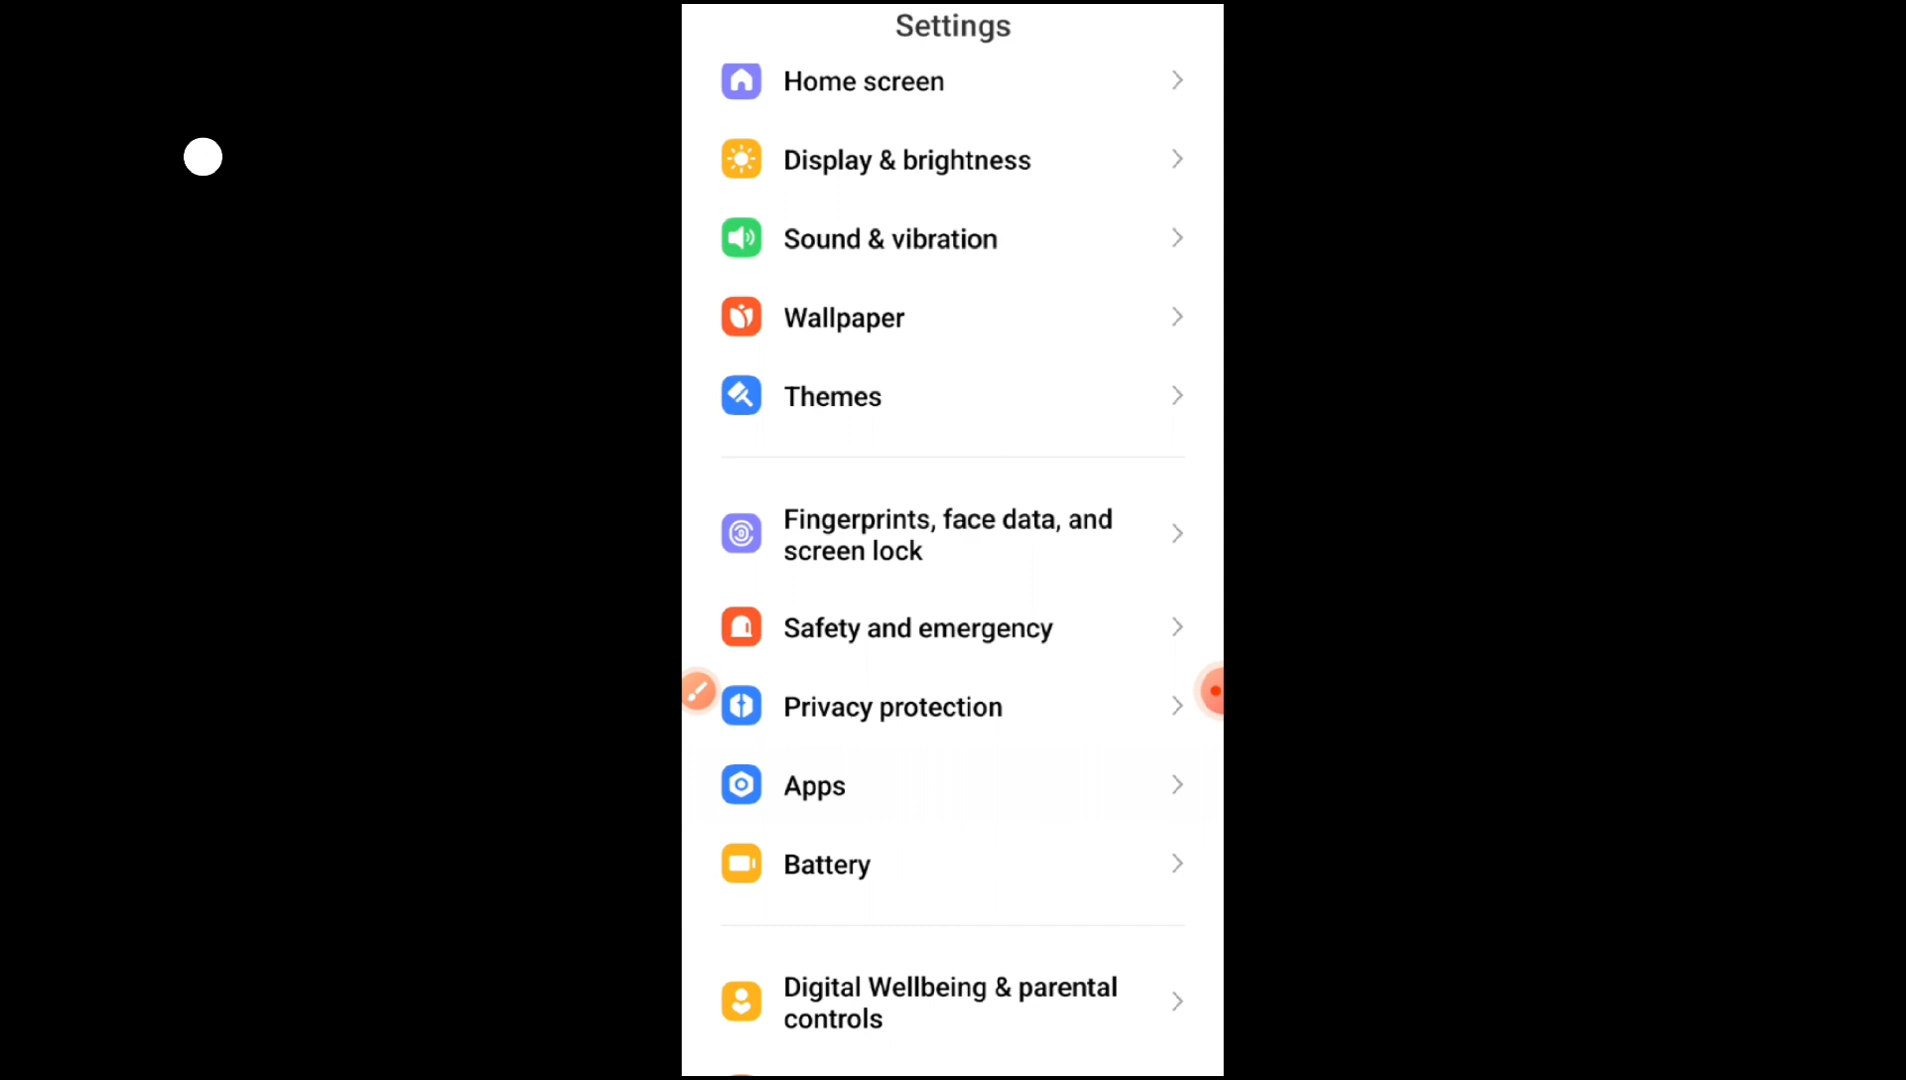 Settings
Home screen
Display & brightness
Sound & vibration
Wallpaper
Themes
Fingerprints, face data, and
screen lock
Safety and emergency
Privacy protection
Apps
Battery
Digital Wellbeing & parental
controls